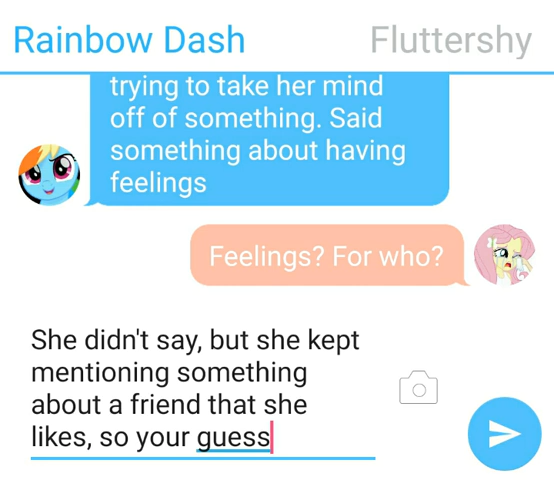 Rainbow Dash
Fluttershy
trying to take her mind
off of something. Said
something about having
feelings
Feelings? For who?
She didn't say, but she kept
mentioning something
about a friend that she
likes, so your guess